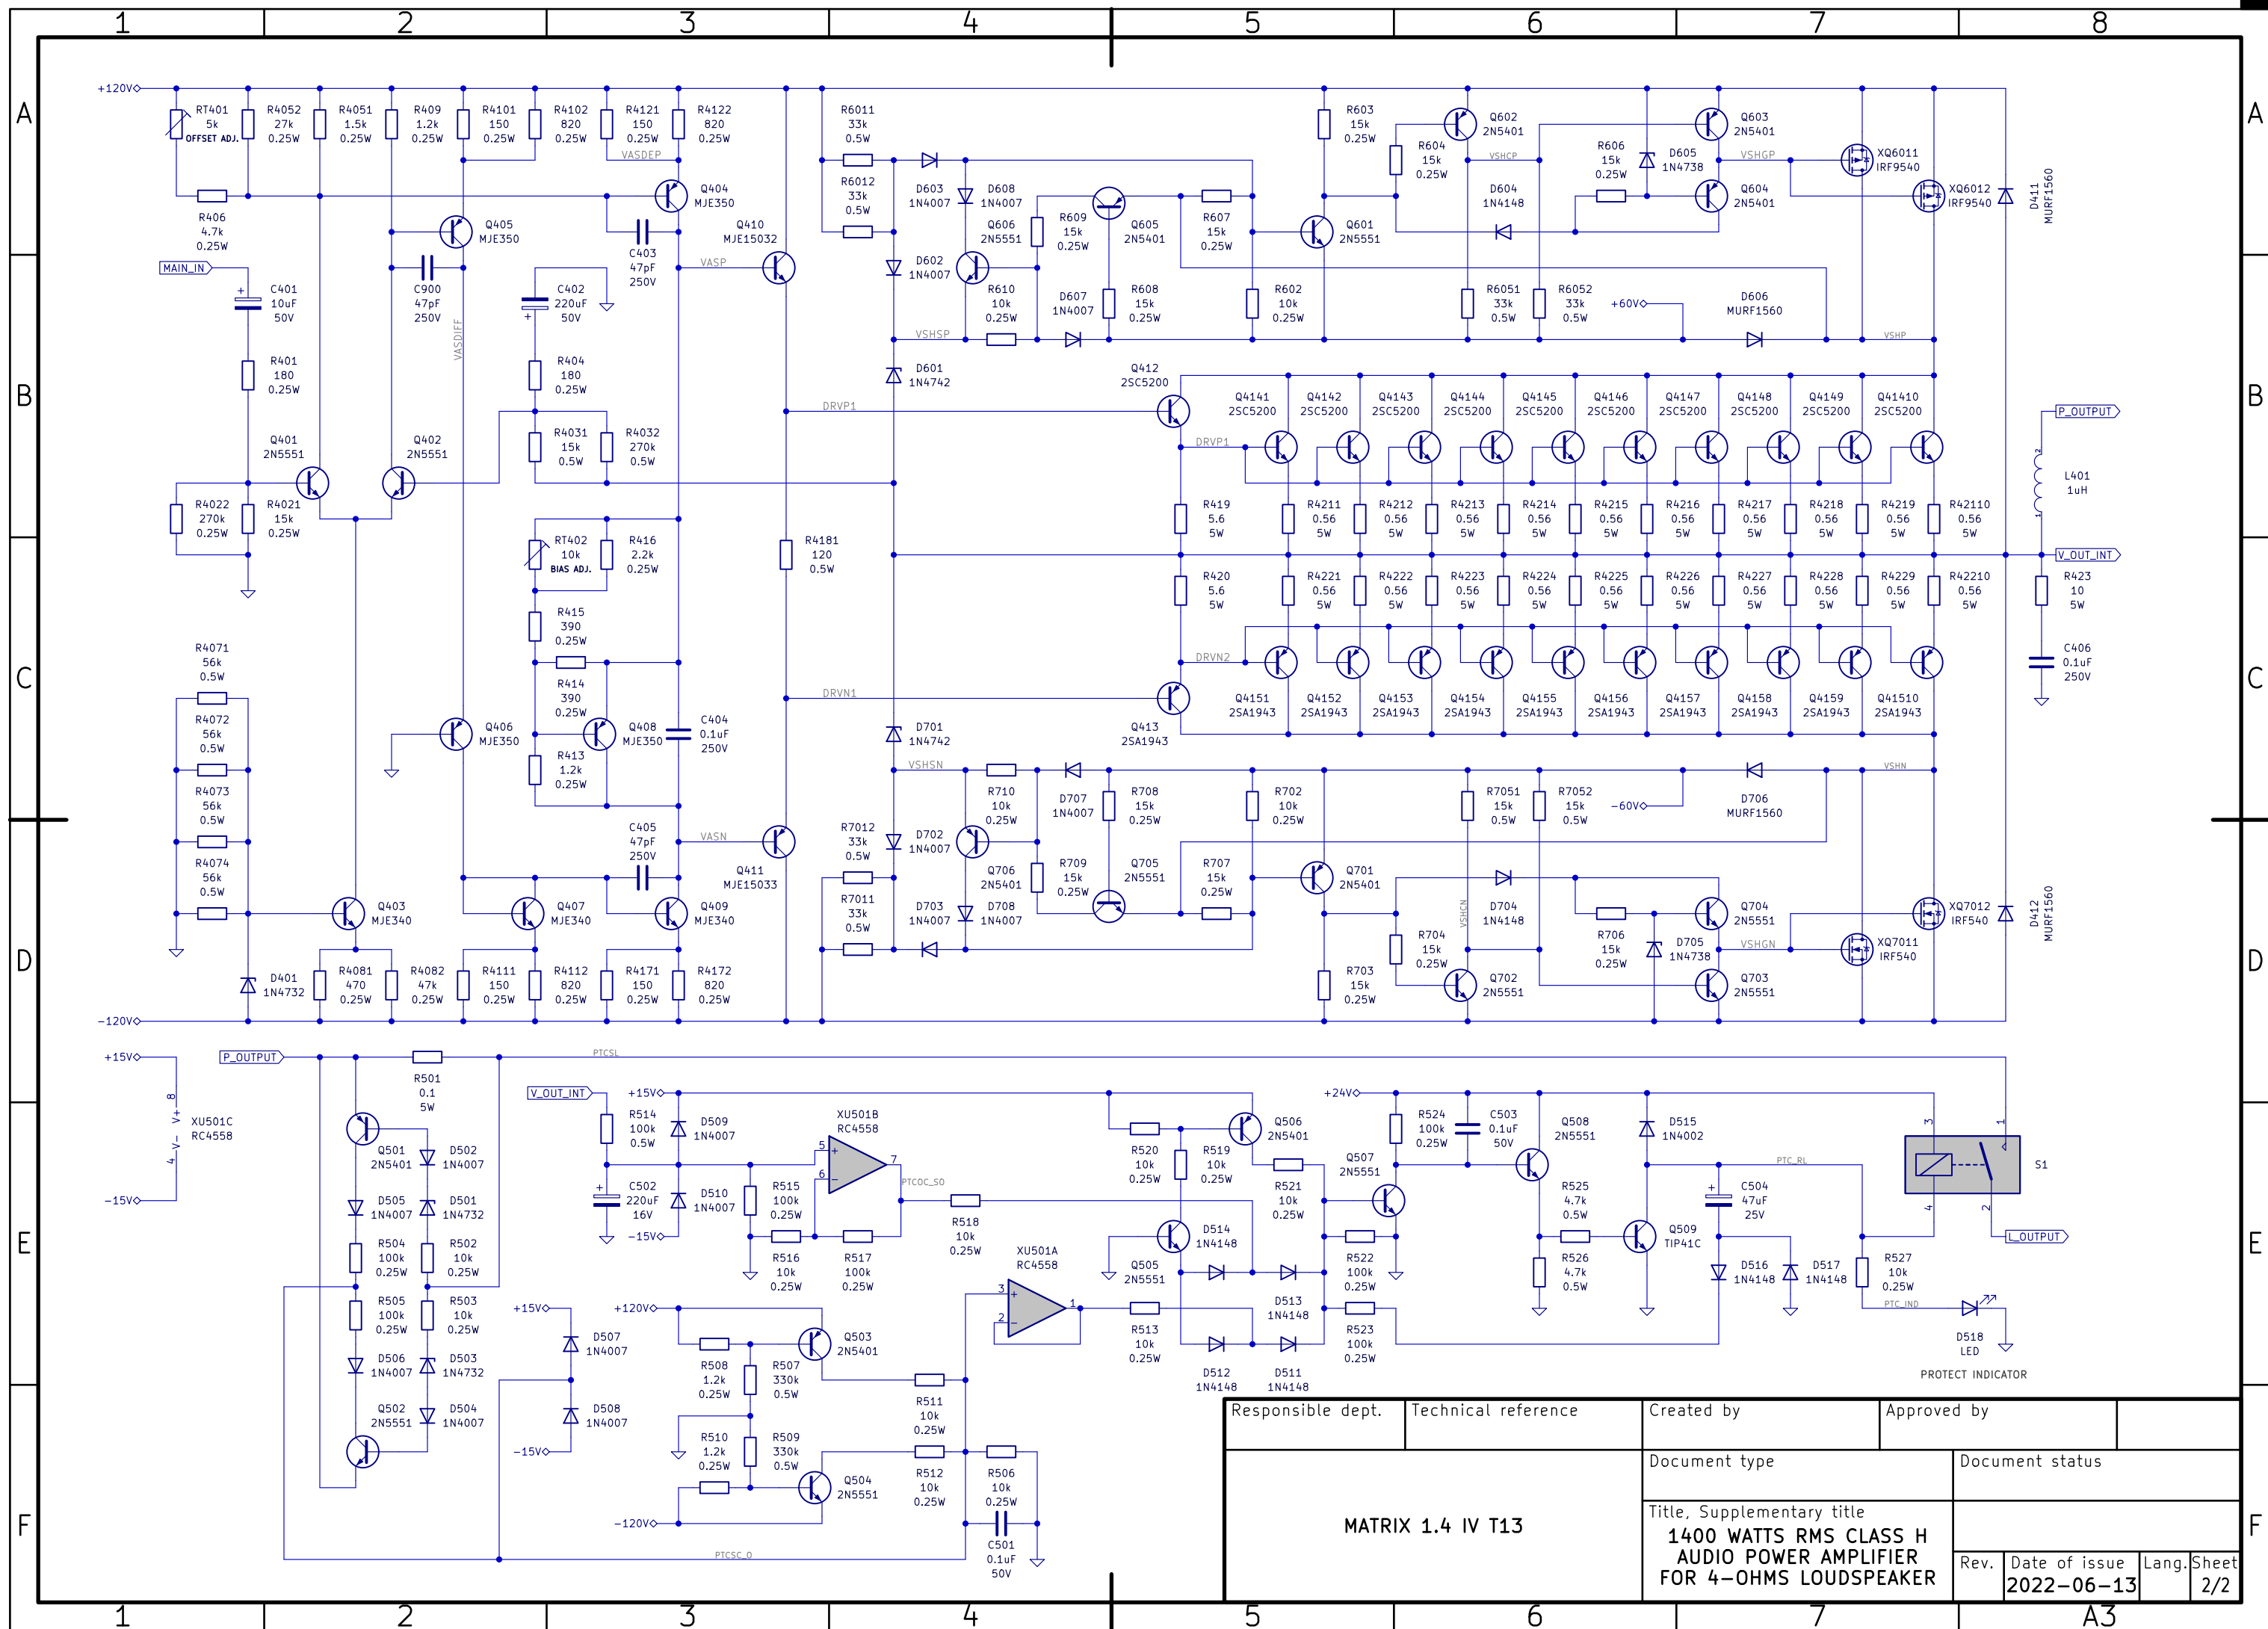 1 2 3 4 5 6 7 8
A A
+120V
RT401 5k OFFSET ADJ.
R4052 27k 0.25W
R4051 1.5k 0.25W
R409 1.2k 0.25W
R4101 150 0.25W
R4102 820 0.25W
R4121 150 0.25W
R4122 820 0.25W
VASDEP
R6011 33k 0.5W
R603 15k 0.25W
Q602 2N5401
Q603 2N5401
R604 15k 0.25W
VSHCP
R606 15k 0.25W
D605 1N4738
VSHGP
XQ6011 IRF9540
R406 4.7k 0.25W
Q404 MJE350
R6012 33k 0.5W
D603 1N4007
D608 1N4007
D604 1N4148
Q604 2N5401
XQ6012 IRF9540
D411 MURF1560
Q405 MJE350
C403 47pF 250V
Q410 MJE15032
Q606 2N5551
R609 15k 0.25W
Q605 2N5401
R607 15k 0.25W
Q601 2N5551
MAIN_IN
C401 10uF 50V
C900 47pF 250V
C402 220uF 50V
VASP
D602 1N4007
R610 10k 0.25W
D607 1N4007
R608 15k 0.25W
R602 10k 0.25W
R6051 33k 0.5W
R6052 33k 0.5W
+60V
D606 MURF1560
VASDIFF
VSHSP
VSHP
B B
R401 180 0.25W
R404 180 0.25W
D601 1N4742
Q412 2SC5200
Q4141 2SC5200
Q4142 2SC5200
Q4143 2SC5200
Q4144 2SC5200
Q4145 2SC5200
Q4146 2SC5200
Q4147 2SC5200
Q4148 2SC5200
Q4149 2SC5200
Q41410 2SC5200
DRVP1
DRVP1
P_OUTPUT
Q401 2N5551
Q402 2N5551
R4031 15k 0.5W
R4032 270k 0.5W
L401 1uH
2
1
R4022 270k 0.25W
R4021 15k 0.25W
RT402 10k BIAS ADJ.
R416 2.2k 0.25W
R4181 120 0.5W
R419 5.6 5W
R4211 0.56 5W
R4212 0.56 5W
R4213 0.56 5W
R4214 0.56 5W
R4215 0.56 5W
R4216 0.56 5W
R4217 0.56 5W
R4218 0.56 5W
R4219 0.56 5W
R42110 0.56 5W
V_OUT_INT
R420 5.6 5W
R4221 0.56 5W
R4222 0.56 5W
R4223 0.56 5W
R4224 0.56 5W
R4225 0.56 5W
R4226 0.56 5W
R4227 0.56 5W
R4228 0.56 5W
R4229 0.56 5W
R42210 0.56 5W
R423 10 5W
R415 390 0.25W
C C
R4071 56k 0.5W
R414 390 0.25W
DRVN2
DRVN1
C406 0.1uF 250V
R4072 56k 0.5W
Q406 MJE350
Q408 MJE350
C404 0.1uF 250V
D701 1N4742
Q413 2SA1943
Q4151 2SA1943
Q4152 2SA1943
Q4153 2SA1943
Q4154 2SA1943
Q4155 2SA1943
Q4156 2SA1943
Q4157 2SA1943
Q4158 2SA1943
Q4159 2SA1943
Q41510 2SA1943
R413 1.2k 0.25W
VSHSN
VSHN
R4073 56k 0.5W
R710 10k 0.25W
D707 1N4007
R708 15k 0.25W
R702 10k 0.25W
R7051 15k 0.5W
R7052 15k 0.5W
-60V
D706 MURF1560
C405 47pF 250V
VASN
R7012 33k 0.5W
D702 1N4007
R4074 56k 0.5W
Q411 MJE15033
Q706 2N5401
R709 15k 0.25W
Q705 2N5551
R707 15k 0.25W
Q701 2N5401
Q403 MJE340
Q407 MJE340
Q409 MJE340
R7011 33k 0.5W
D703 1N4007
D708 1N4007
VSHCN
D704 1N4148
Q704 2N5551
XQ7012 IRF540
D412 MURF1560
D D
R704 15k 0.25W
R706 15k 0.25W
D705 1N4738
VSHGN
XQ7011 IRF540
D401 1N4732
R4081 470 0.25W
R4082 47k 0.25W
R4111 150 0.25W
R4112 820 0.25W
R4171 150 0.25W
R4172 820 0.25W
R703 15k 0.25W
Q702 2N5551
Q703 2N5551
-120V
+15V
P_OUTPUT
PTCSL
R501 0.1 5W
V_OUT_INT
+15V
+24V
8 V+
4 V-
XU501C RC4558
-15V
Q501 2N5401
D502 1N4007
R514 100k 0.5W
D509 1N4007
XU501B RC4558
5 + 6 - 7
PTCOC_SO
R520 10k 0.25W
R519 10k 0.25W
Q506 2N5401
R524 100k 0.25W
C503 0.1uF 50V
Q508 2N5551
D515 1N4002
3 1 4 2
S1
Q507 2N5551
PTC_RL
D505 1N4007
D501 1N4732
C502 220uF 16V
D510 1N4007
R515 100k 0.25W
R518 10k 0.25W
R521 10k 0.25W
R525 4.7k 0.5W
C504 47uF 25V
E E
R504 100k 0.25W
R502 10k 0.25W
-15V
R516 10k 0.25W
R517 100k 0.25W
XU501A RC4558
Q505 2N5551
D514 1N4148
R522 100k 0.25W
R526 4.7k 0.5W
Q509 TIP41C
D516 1N4148
D517 1N4148
R527 10k 0.25W
L_OUTPUT
R505 100k 0.25W
R503 10k 0.25W
+15V
+120V
3 + 2 - 1
R513 10k 0.25W
D513 1N4148
R523 100k 0.25W
PTC_IND
D518 LED
PROTECT INDICATOR
D506 1N4007
D503 1N4732
D507 1N4007
R508 1.2k 0.25W
R507 330k 0.5W
Q503 2N5401
D512 1N4148
D511 1N4148
Q502 2N5551
D504 1N4007
D508 1N4007
-15V
R511 10k 0.25W
R510 1.2k 0.25W
R509 330k 0.5W
Q504 2N5551
R512 10k 0.25W
R506 10k 0.25W
F F
-120V
PTCSC_O
C501 0.1uF 50V
Responsible dept. Technical reference Created by Approved by
Document type Document status
MATRIX 1.4 IV T13
Title, Supplementary title
1400 WATTS RMS CLASS H
AUDIO POWER AMPLIFIER
FOR 4-OHMS LOUDSPEAKER
Rev. Date of issue Lang. Sheet
2022-06-13 2/2
1 2 3 4 5 6 7 A3